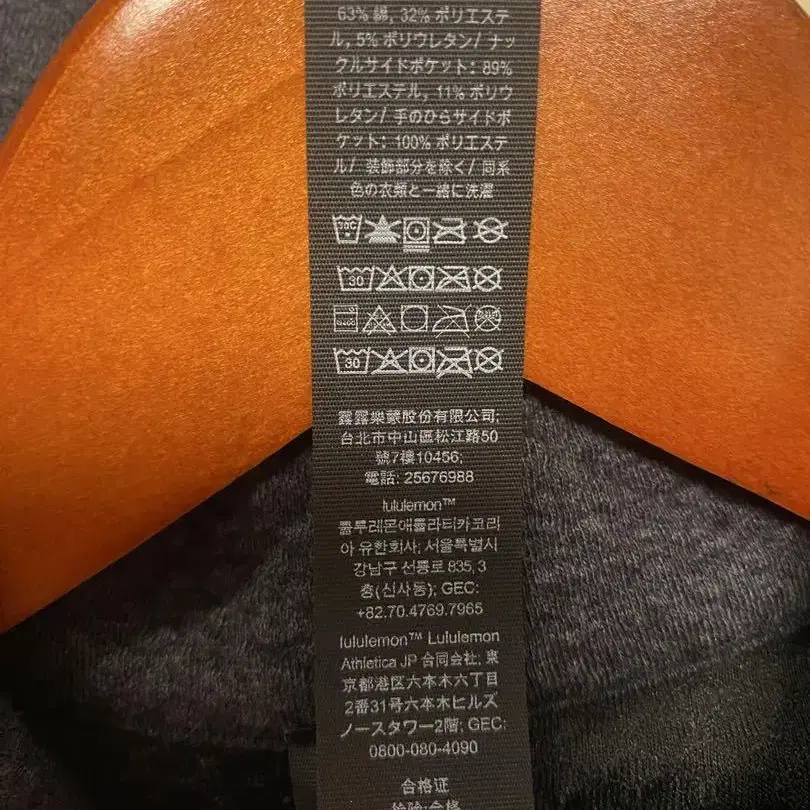 63% 綿, 32% ポリエステ
ル, 5% ポリウレタン/ ナッ
クルサイドポケット: 89%
ポリエステル, 11% ポリウ
レタン/ 手のひらサイドポ
ケット: 100% ポリエステ
ル/ 装飾部分を除く/ 同系
色の衣類と一緒に洗濯
30
30
露露樂蒙股份有限公司;
台北市中山區松江路50
號7樓10456;
電話: 25676988
lululemon™
룰루레몬애틀라티카코리
아 유한회사; 서울특별시
강남구 선릉로 835, 3
층(신사동); GEC:
+82.70.4769.7965
lululemon™ Lululemon
Athletica JP 合同会社; 東
京都港区六本木六丁目
2番31号六本木ヒルズ
ノースタワー2階; GEC:
0800-080-4090
合格证
检验:合格